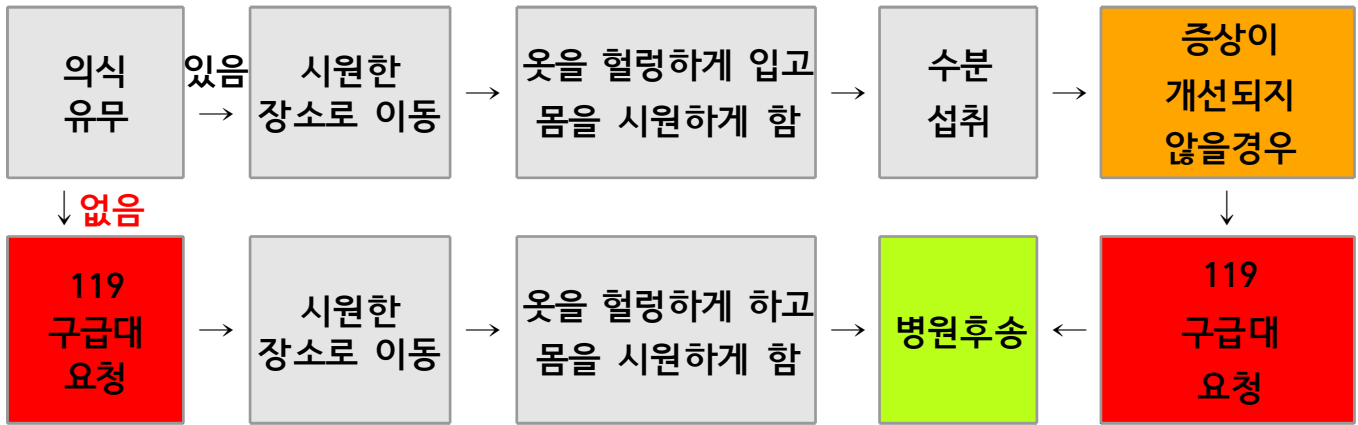 의식
유무
있음
→
시원한
장소로 이동
→
옷을 헐렁하게 입고
몸을 시원하게 함
→
수분
섭취
→
증상이
개선되지
않을경우
↓없음
↓
119
구급대
요청
→
시원한
장소로 이동
→
옷을 헐렁하게 하고
몸을 시원하게 함
→
병원후송
←
119
구급대
요청